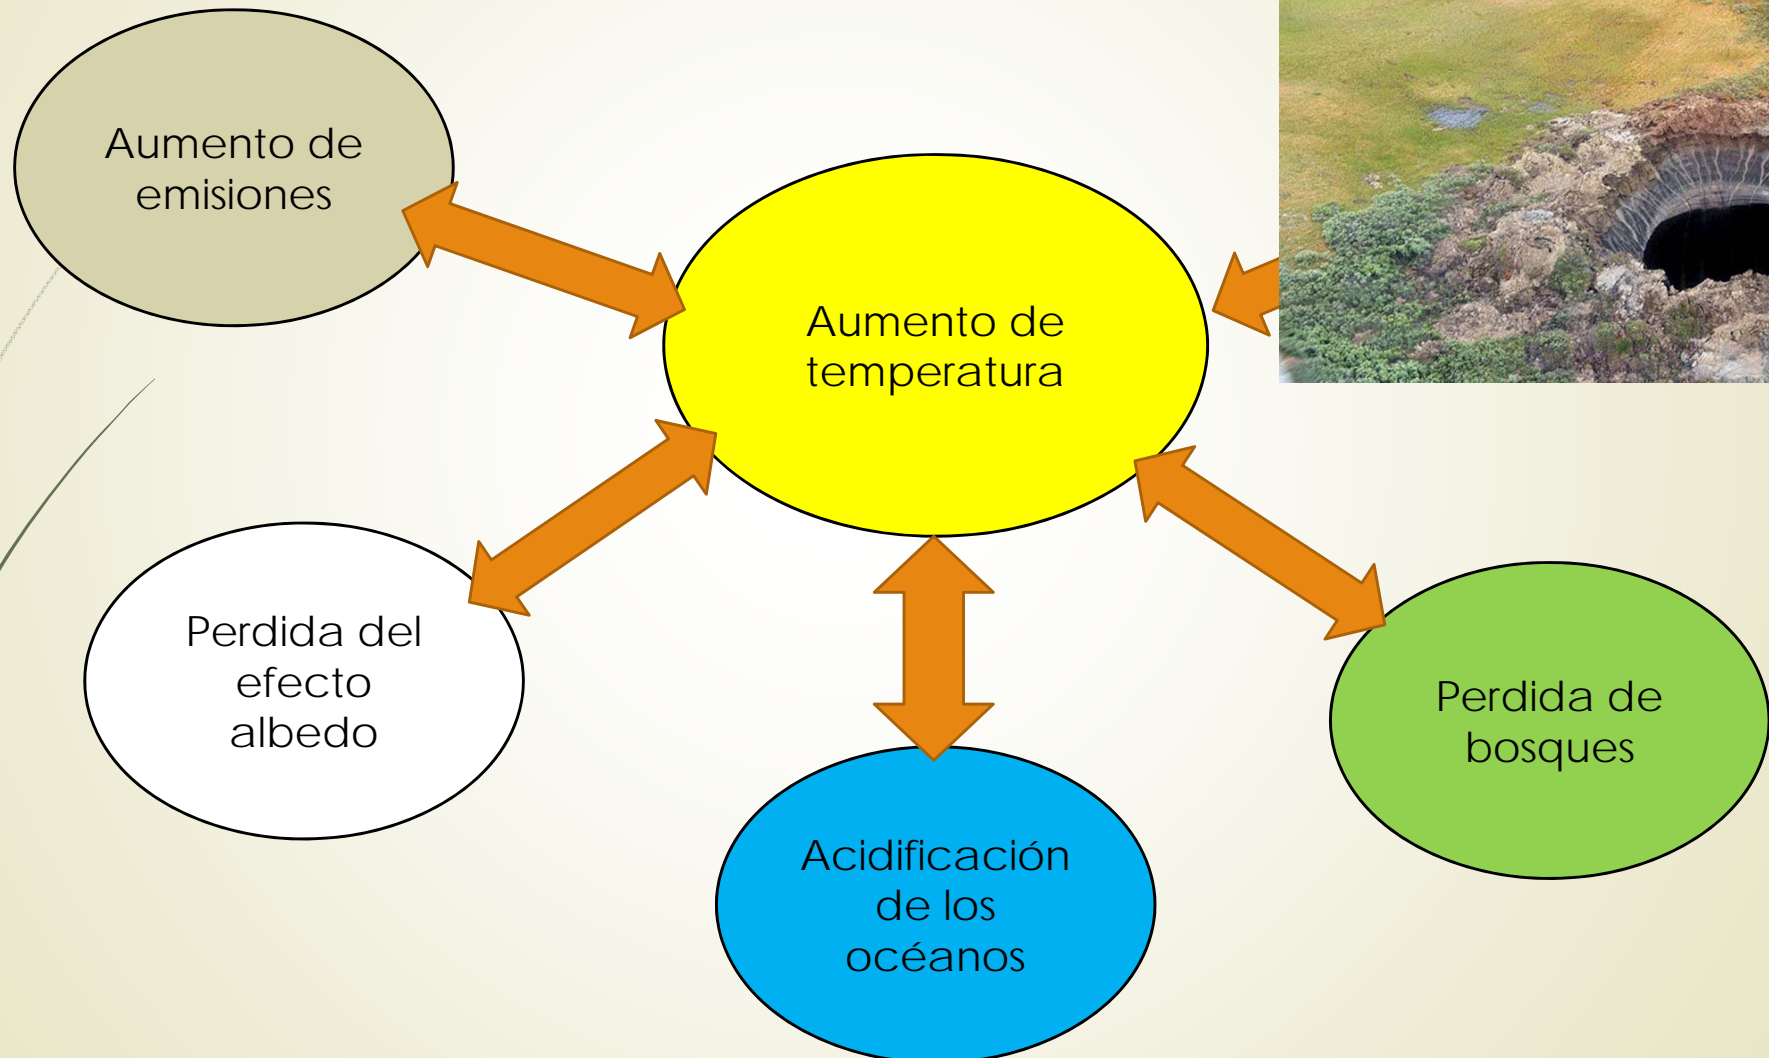 Aumento de
emisiones
Aumento de
temperatura
Perdida del
efecto
albedo
Acidificación
de los
océanos
Perdida de
bosques